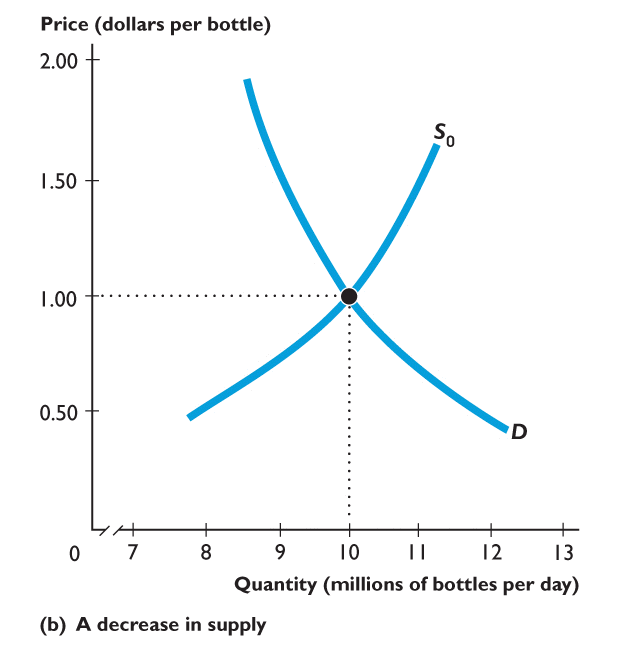 Price (dollars per bottle)
2.00
1.50
1.00
0.50
S0
D
0 7 8 9 10 11 12 13
Quantity (millions of bottles per day)
(b) A decrease in supply